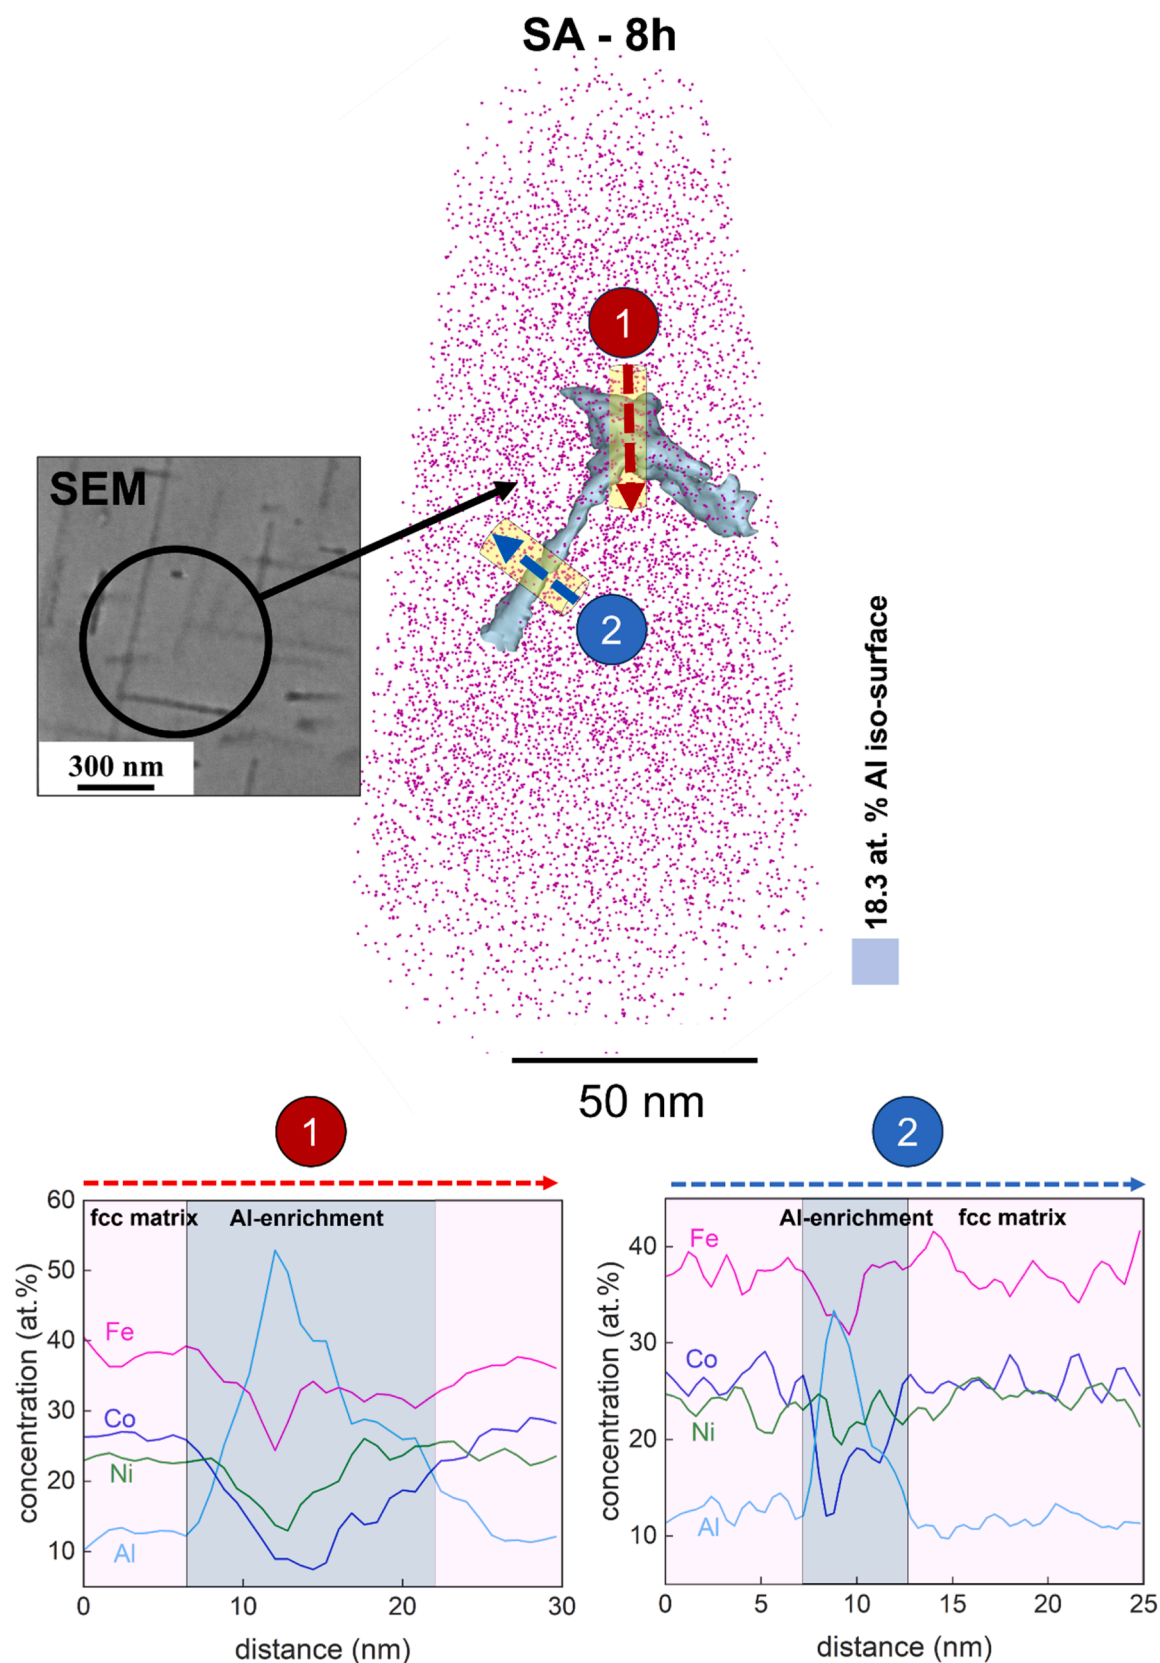 SA - 8h
1
SEM
2
300 nm
18.3 at. % Al iso-surface
50 nm
1
2
60
50
40
30
20
10
fcc matrix
Al-enrichment
Fe
Co
Ni
Al
concentration (at.%)
0
10
20
30
distance (nm)
40
30
20
10
Al-enrichment
fcc matrix
Fe
Co
Ni
Al
concentration (at.%)
0
5
10
15
20
25
distance (nm)